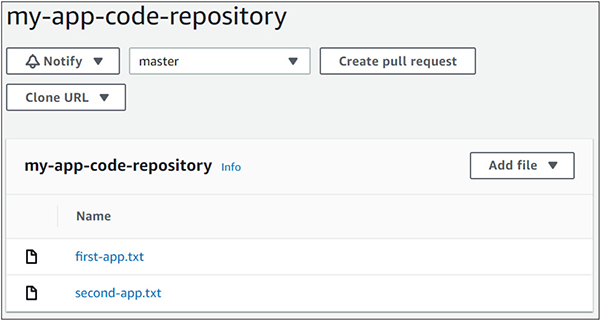 my-app-code-repository
Notify
master
Create pull request
Clone URL
my-app-code-repository Info
Add file
Name
first-app.txt
second-app.txt